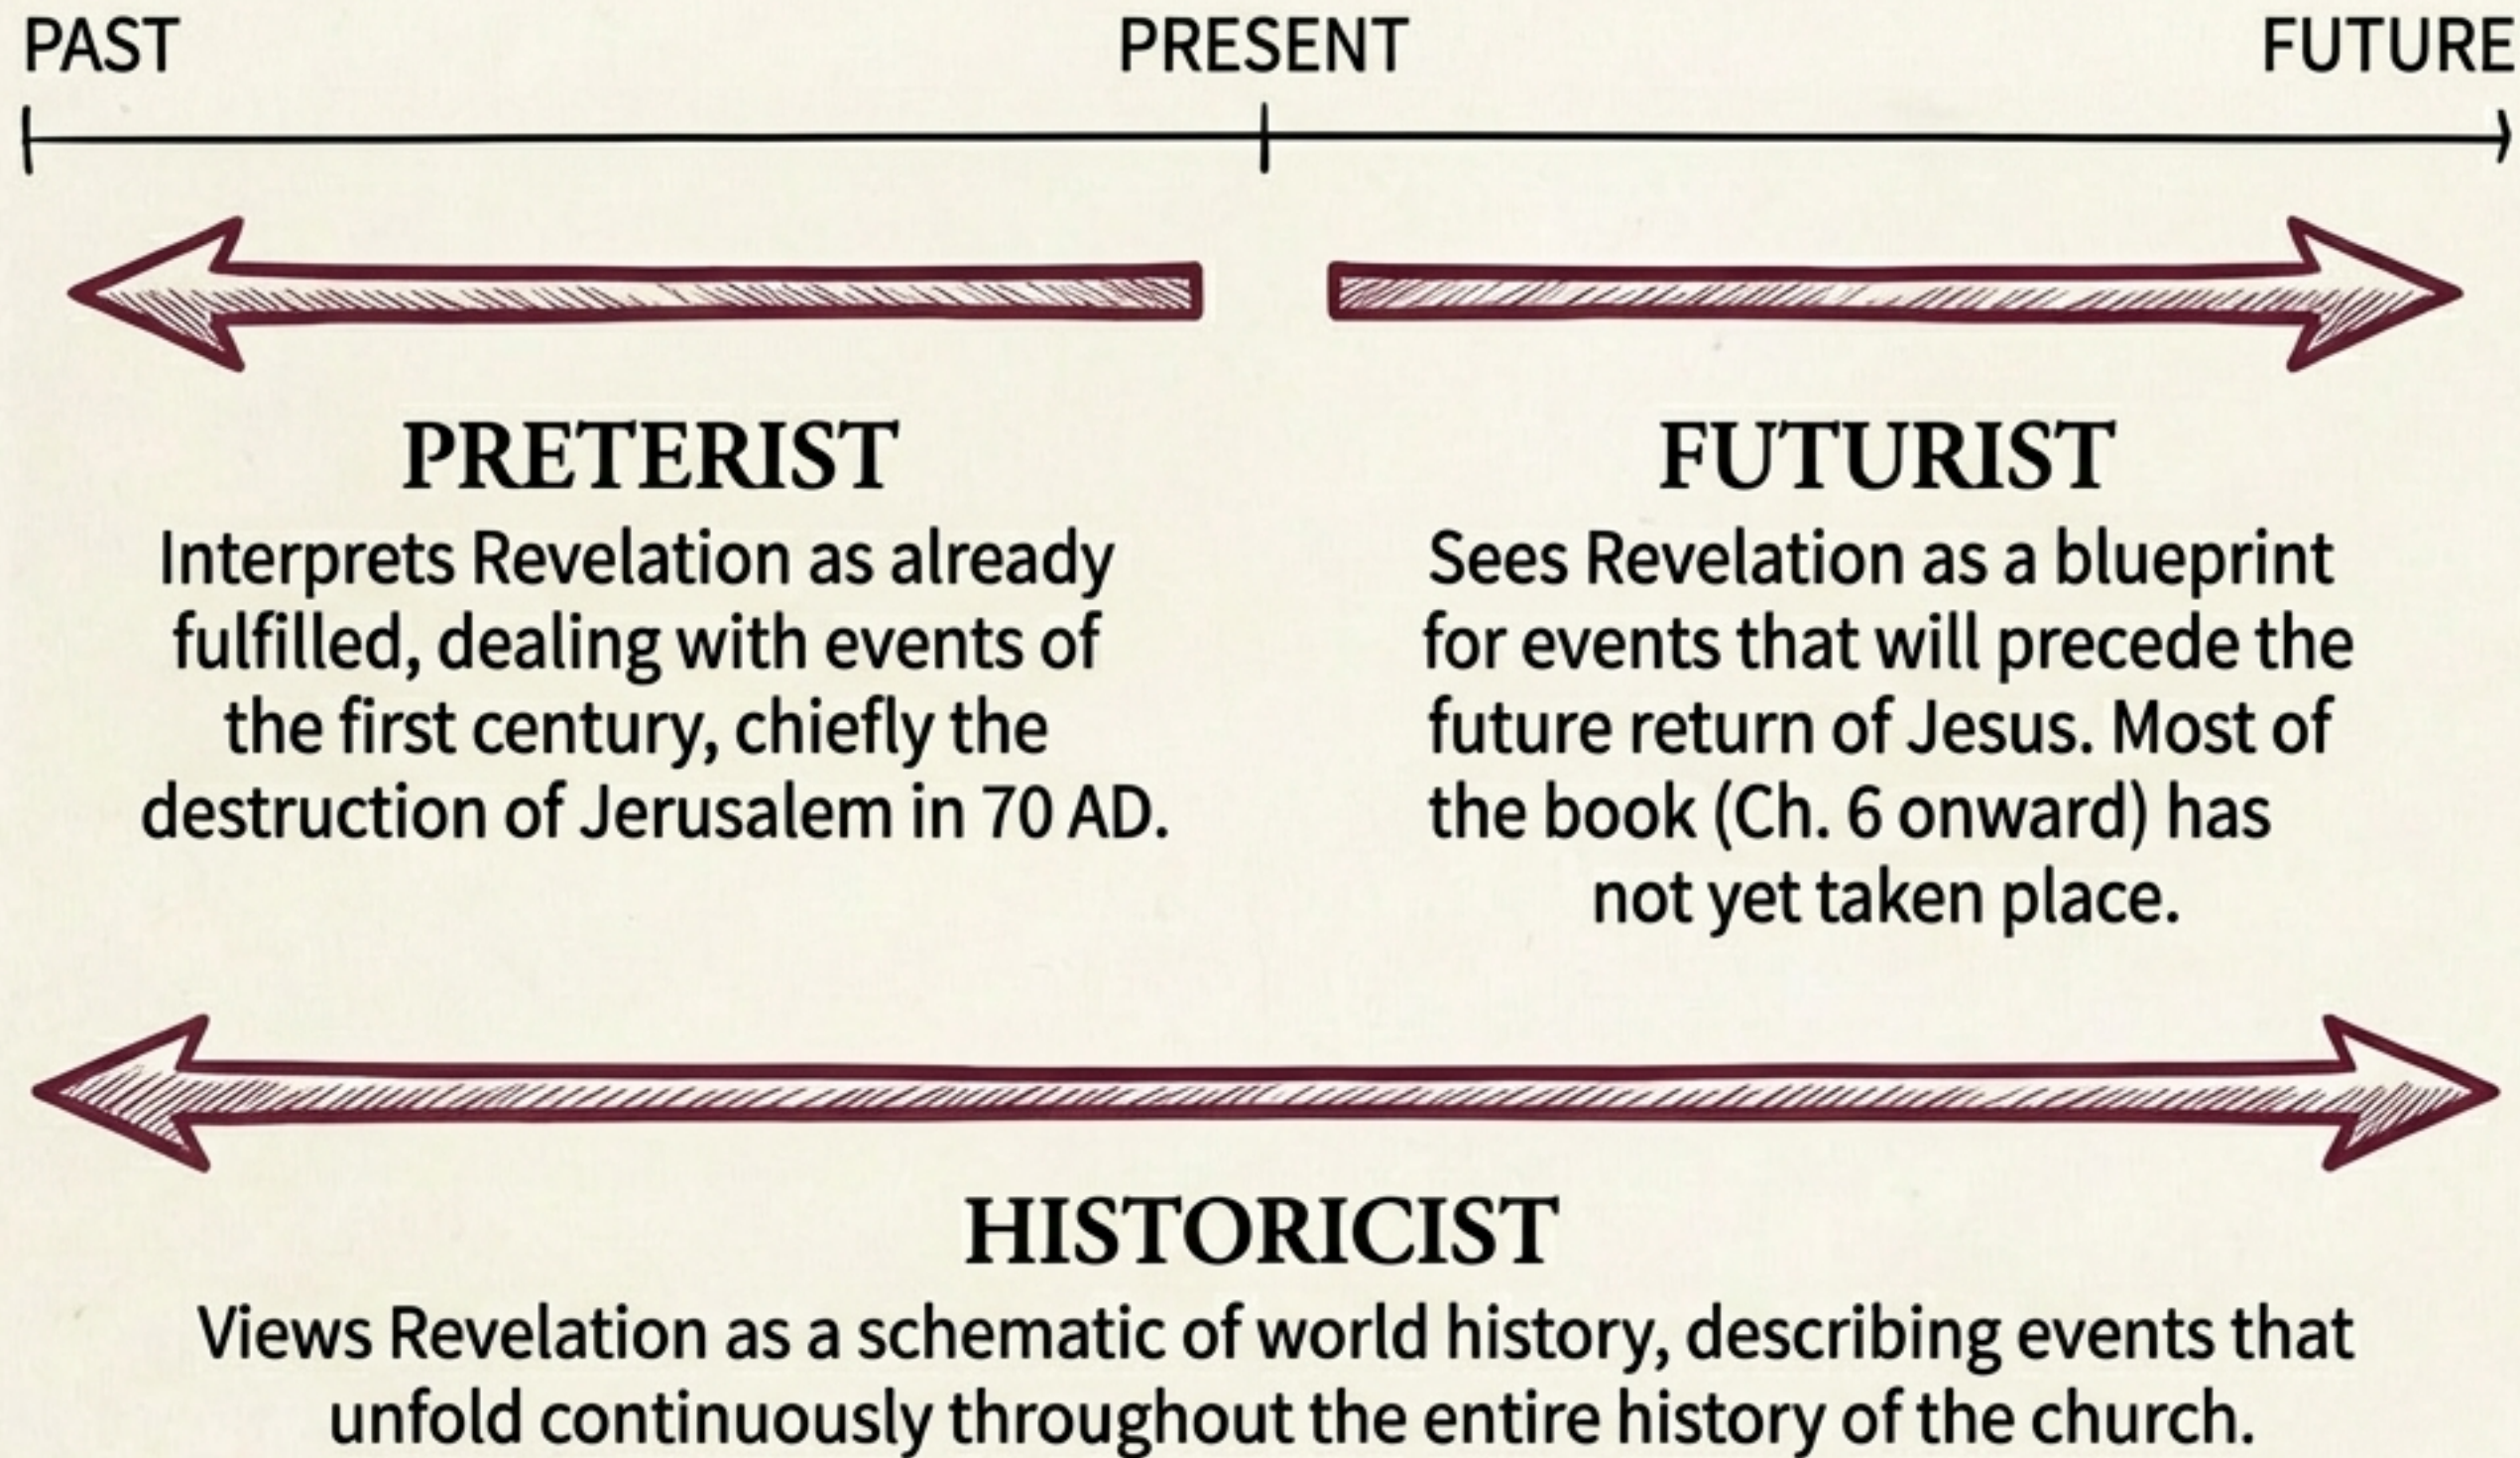 PAST
PRESENT
FUTURE
PRETERIST
Interprets Revelation as already
fulfilled, dealing with events of
the first century, chiefly the
destruction of Jerusalem in 70 AD.
FUTURIST
Sees Revelation as a blueprint
for events that will precede the
future return of Jesus. Most of
the book (Ch. 6 onward) has
not yet taken place.
HISTORICIST
Views Revelation as a schematic of world history, describing events that
unfold continuously throughout the entire history of the church.